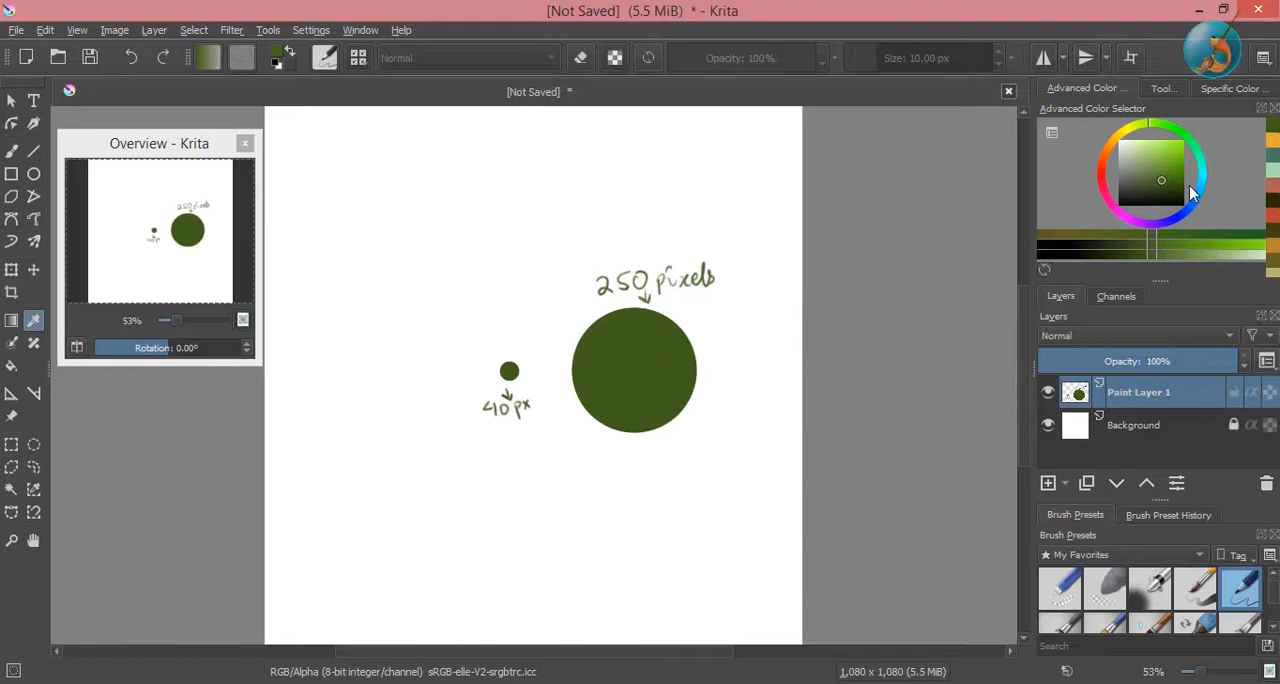 [Not Saved] (5.5 MiB) * - Krita
File Edit View Image Layer Select Filter Tools Settings Window Help
Normal Opacity: 100% Size: 10.00 px
[Not Saved] *
Overview - Krita
250 pixels
40px
53%
Rotation: 0.00°
250 pixels
40px
Advanced Color ... Tool... Specific Color ...
Advanced Color Selector
Layers Channels
Layers
Normal
Opacity: 100%
Paint Layer 1
Background
Brush Presets Brush Preset History
Brush Presets
My Favorites Tag
Search
RGB/Alpha (8-bit integer/channel) sRGB-elle-V2-srgbtrc.icc 1,080 x 1,080 (5.5 MiB) 53%